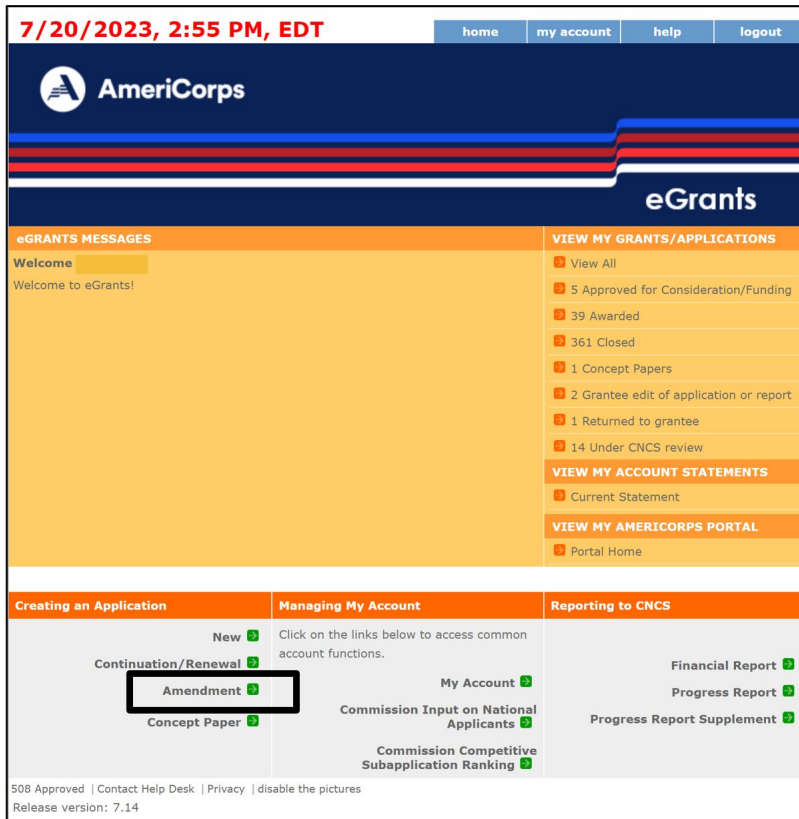 7/20/2023, 2:55 PM, EDT
home
my account
help
logout
AmeriCorps
eGrants
eGRANTS MESSAGES
Welcome
Welcome to eGrants!
VIEW MY GRANTS/APPLICATIONS
View All
5 Approved for Consideration/Funding
39 Awarded
361 Closed
1 Concept Papers
2 Grantee edit of application or report
1 Returned to grantee
14 Under CNCS review
VIEW MY ACCOUNT STATEMENTS
Current Statement
VIEW MY AMERICORPS PORTAL
Portal Home
Creating an Application
New
Continuation/Renewal
Amendment
Concept Paper
Managing My Account
Click on the links below to access common
account functions.
My Account
Commission Input on National
Applicants
Commission Competitive
Subapplication Ranking
Reporting to CNCS
Financial Report
Progress Report
Progress Report Supplement
508 Approved | Contact Help Desk | Privacy | disable the pictures
Release version: 7.14